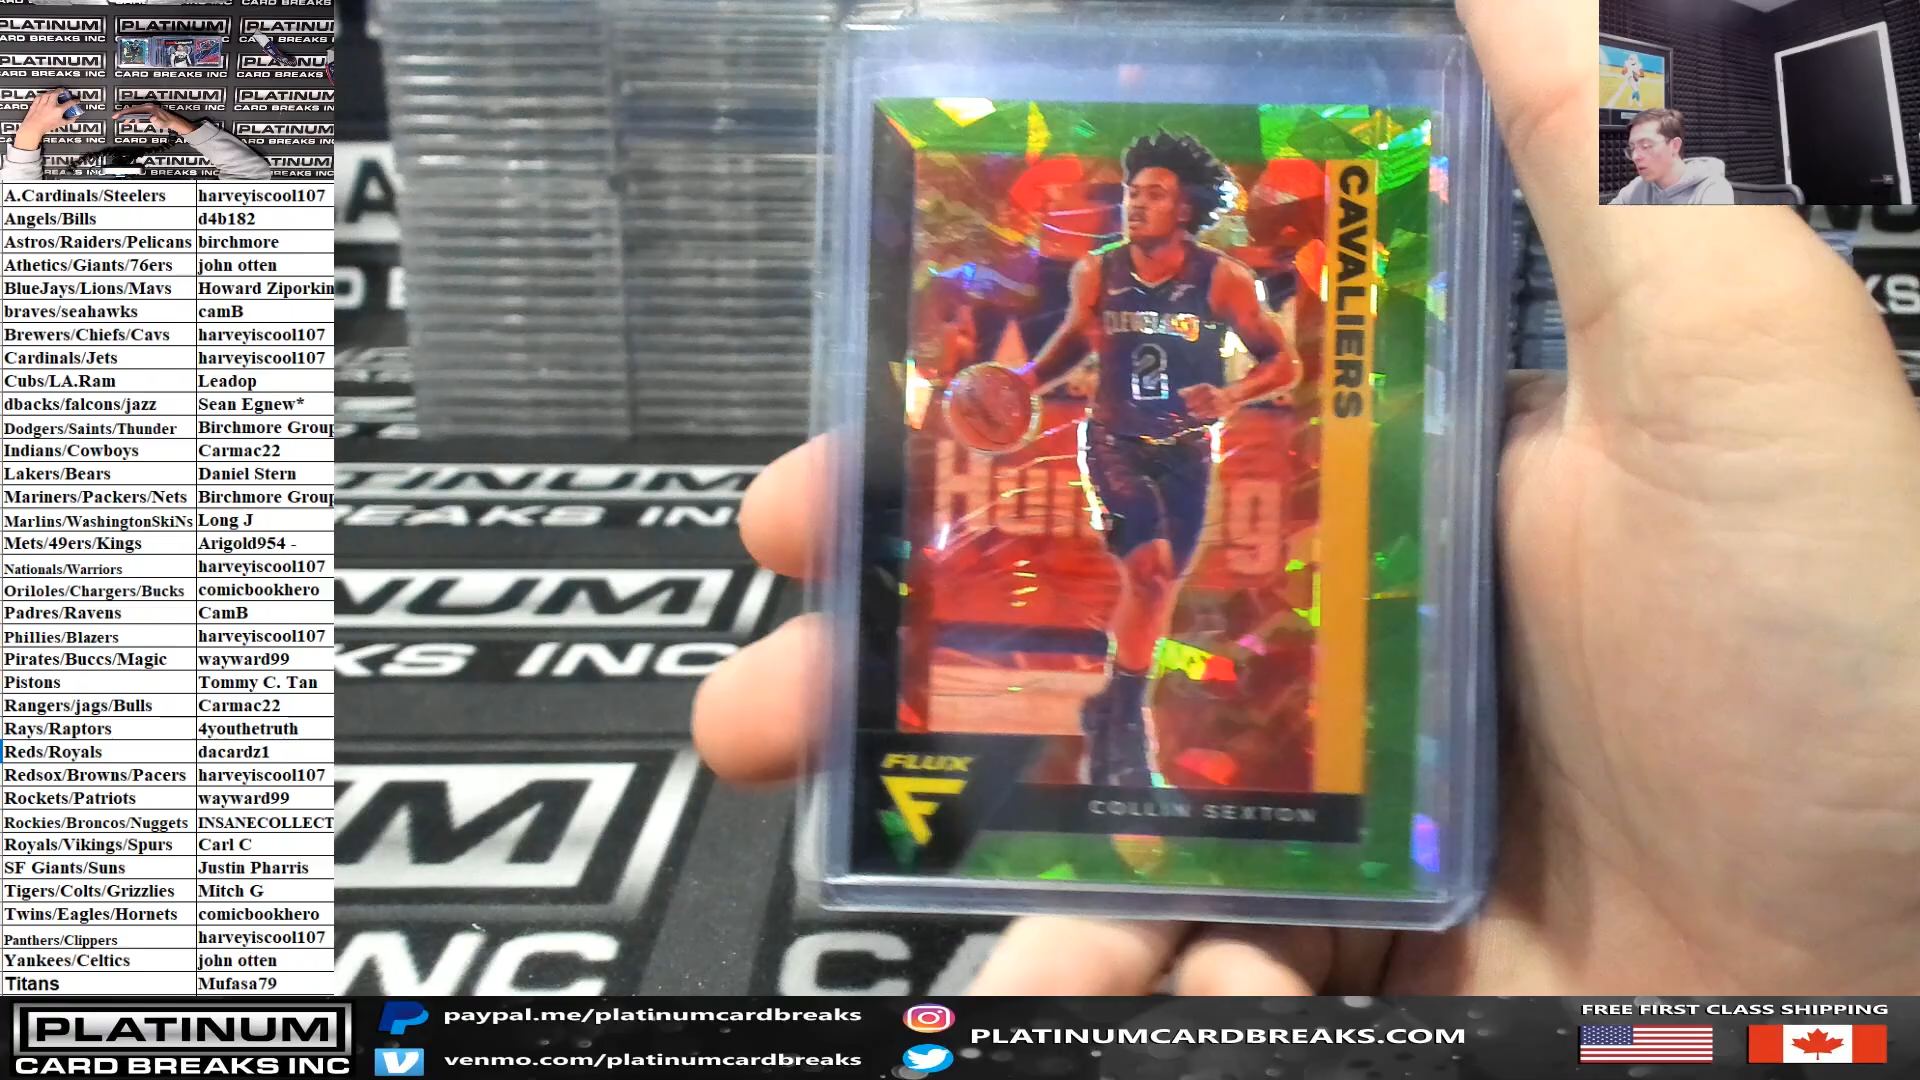 A.Cardinals/Steelers harveyiscool107
Angels/Bills d4b182
Astros/Raiders/Pelicans birchmore
Athetics/Giants/76ers john otten
BlueJays/Lions/Mavs Howard Ziporkin
braves/seahawks camB
Brewers/Chiefs/Cavs harveyiscool107
Cardinals/Jets harveyiscool107
Cubs/LA.Ram Leadop
dbacks/falcons/jazz Sean Egnew*
Dodgers/Saints/Thunder Birchmore Group
Indians/Cowboys Carmac22
Lakers/Bears Daniel Stern
Mariners/Packers/Nets Birchmore Group
Marlins/WashingtonSkiNs Long J
Mets/49ers/Kings Arigold954 -
Nationals/Warriors harveyiscool107
Oriloles/Chargers/Bucks comicbookhero
Padres/Ravens CamB
Phillies/Blazers harveyiscool107
Pirates/Buccs/Magic wayward99
Pistons Tommy C. Tan
Rangers/jags/Bulls Carmac22
Rays/Raptors 4youthetruth
Reds/Royals dacardz1
Redsox/Browns/Pacers harveyiscool107
Rockets/Patriots wayward99
Rockies/Broncos/Nuggets INSANECOLLECT
Royals/Vikings/Spurs Carl C
SF Giants/Suns Justin Pharris
Tigers/Colts/Grizzlies Mitch G
Twins/Eagles/Hornets comicbookhero
Panthers/Clippers harveyiscool107
Yankees/Celtics john otten
Titans Mufasa79
CAVALIERS
CLEVELAND
2
FLUX
F
COLLIN SEXTON
PLATINUM
CARD BREAKS INC
paypal.me/platinumcardbreaks
venmo.com/platinumcardbreaks
PLATINUMCARDBREAKS.COM
FREE FIRST CLASS SHIPPING